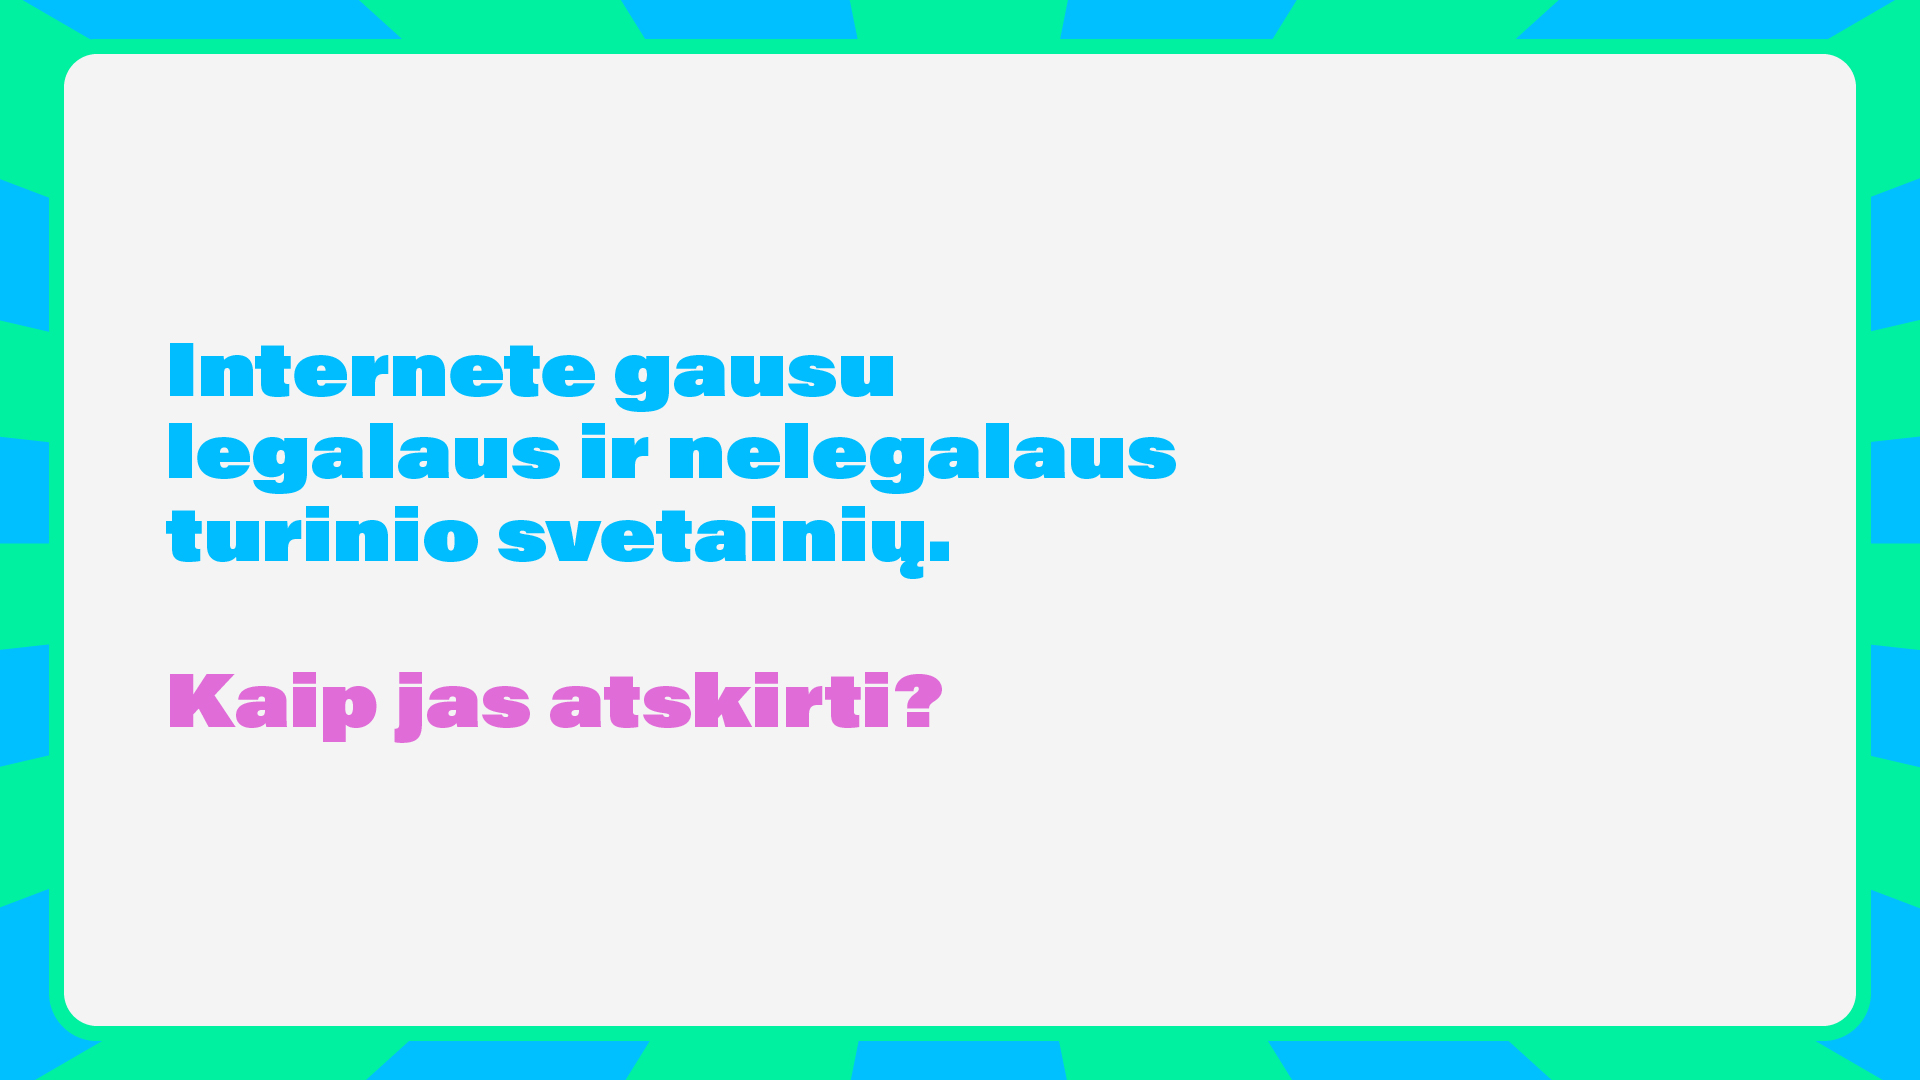 Internete gausu
legalaus ir nelegalaus
turinio svetainių.
Kaip jas atskirti?